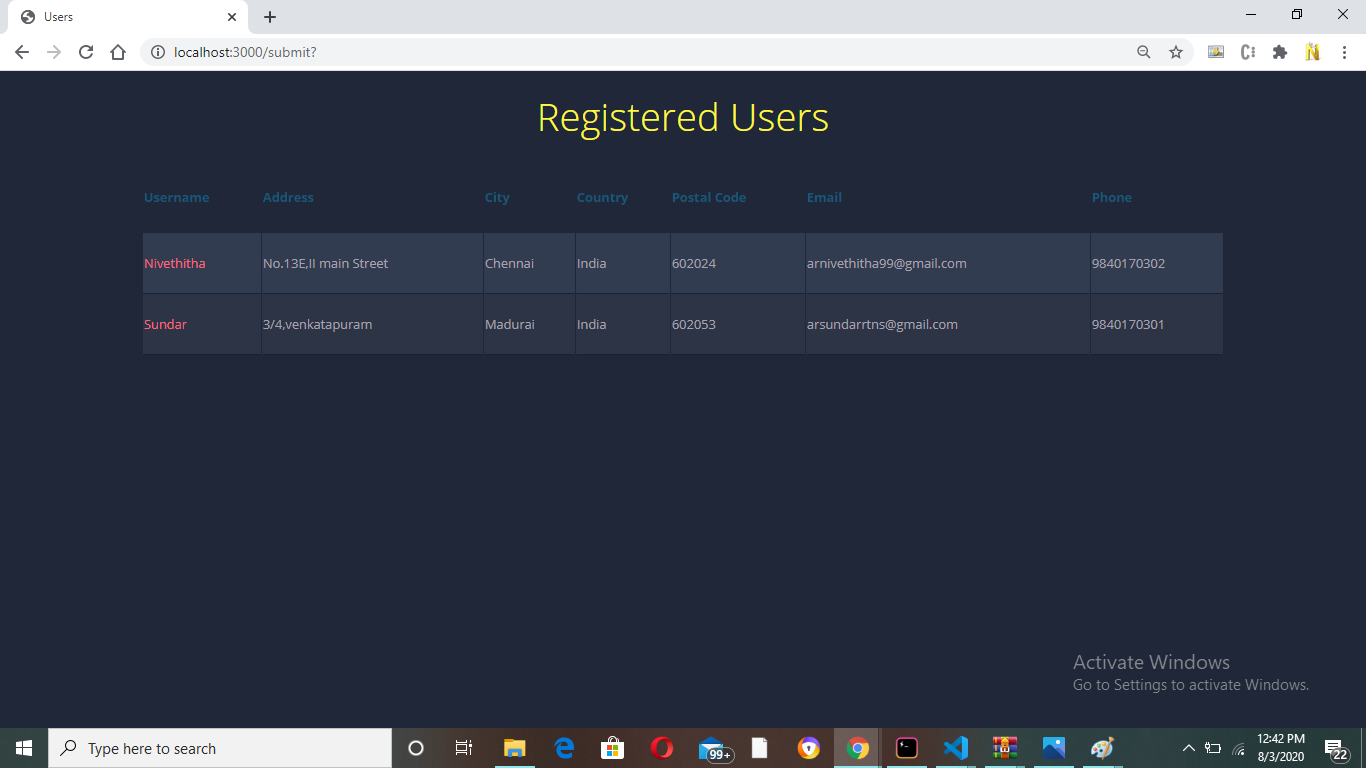 Users
localhost:3000/submit?
Registered Users
Username Address City Country Postal Code Email Phone
Nivethitha No.13E,II main Street Chennai India 602024 arnivethitha99@gmail.com 9840170302
Sundar 3/4,venkatapuram Madurai India 602053 arsundarrtns@gmail.com 9840170301
Activate Windows
Go to Settings to activate Windows.
Type here to search
99+
12:42 PM
8/3/2020
22